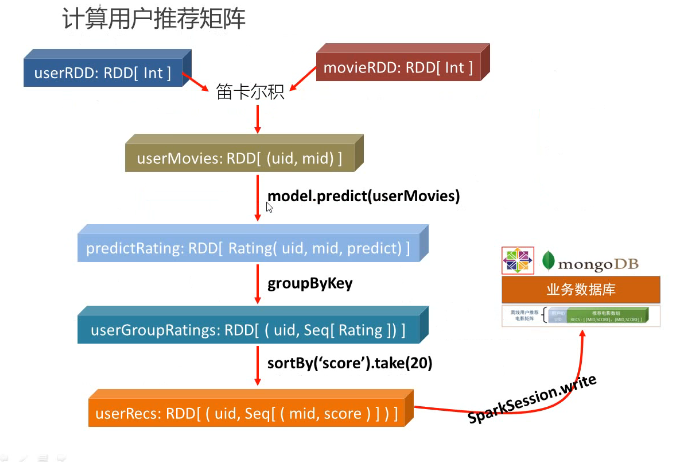 计算用户推荐矩阵
userRDD: RDD[ Int ]
movieRDD: RDD[ Int ]
笛卡尔积
userMovies: RDD[ (uid, mid) ]
model.predict(userMovies)
predictRating: RDD[ Rating( uid, mid, predict) ]
groupByKey
mongoDB
业务数据库
userGroupRatings: RDD[ ( uid, Seq[ Rating ]) ]
sortBy(‘score’).take(20)
userRecs: RDD[ ( uid, Seq[ ( mid, score ) ] ) ]
SparkSession.write